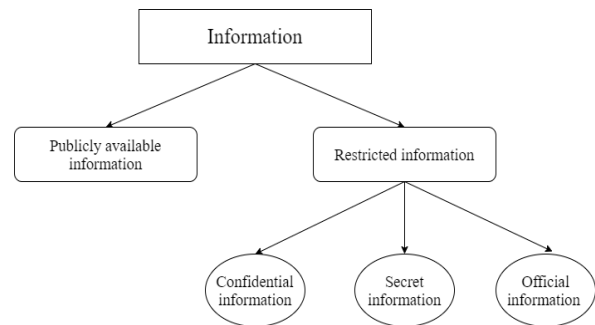 Information
Publicly available
information
Restricted information
Confidential
information
Secret
information
Official
information